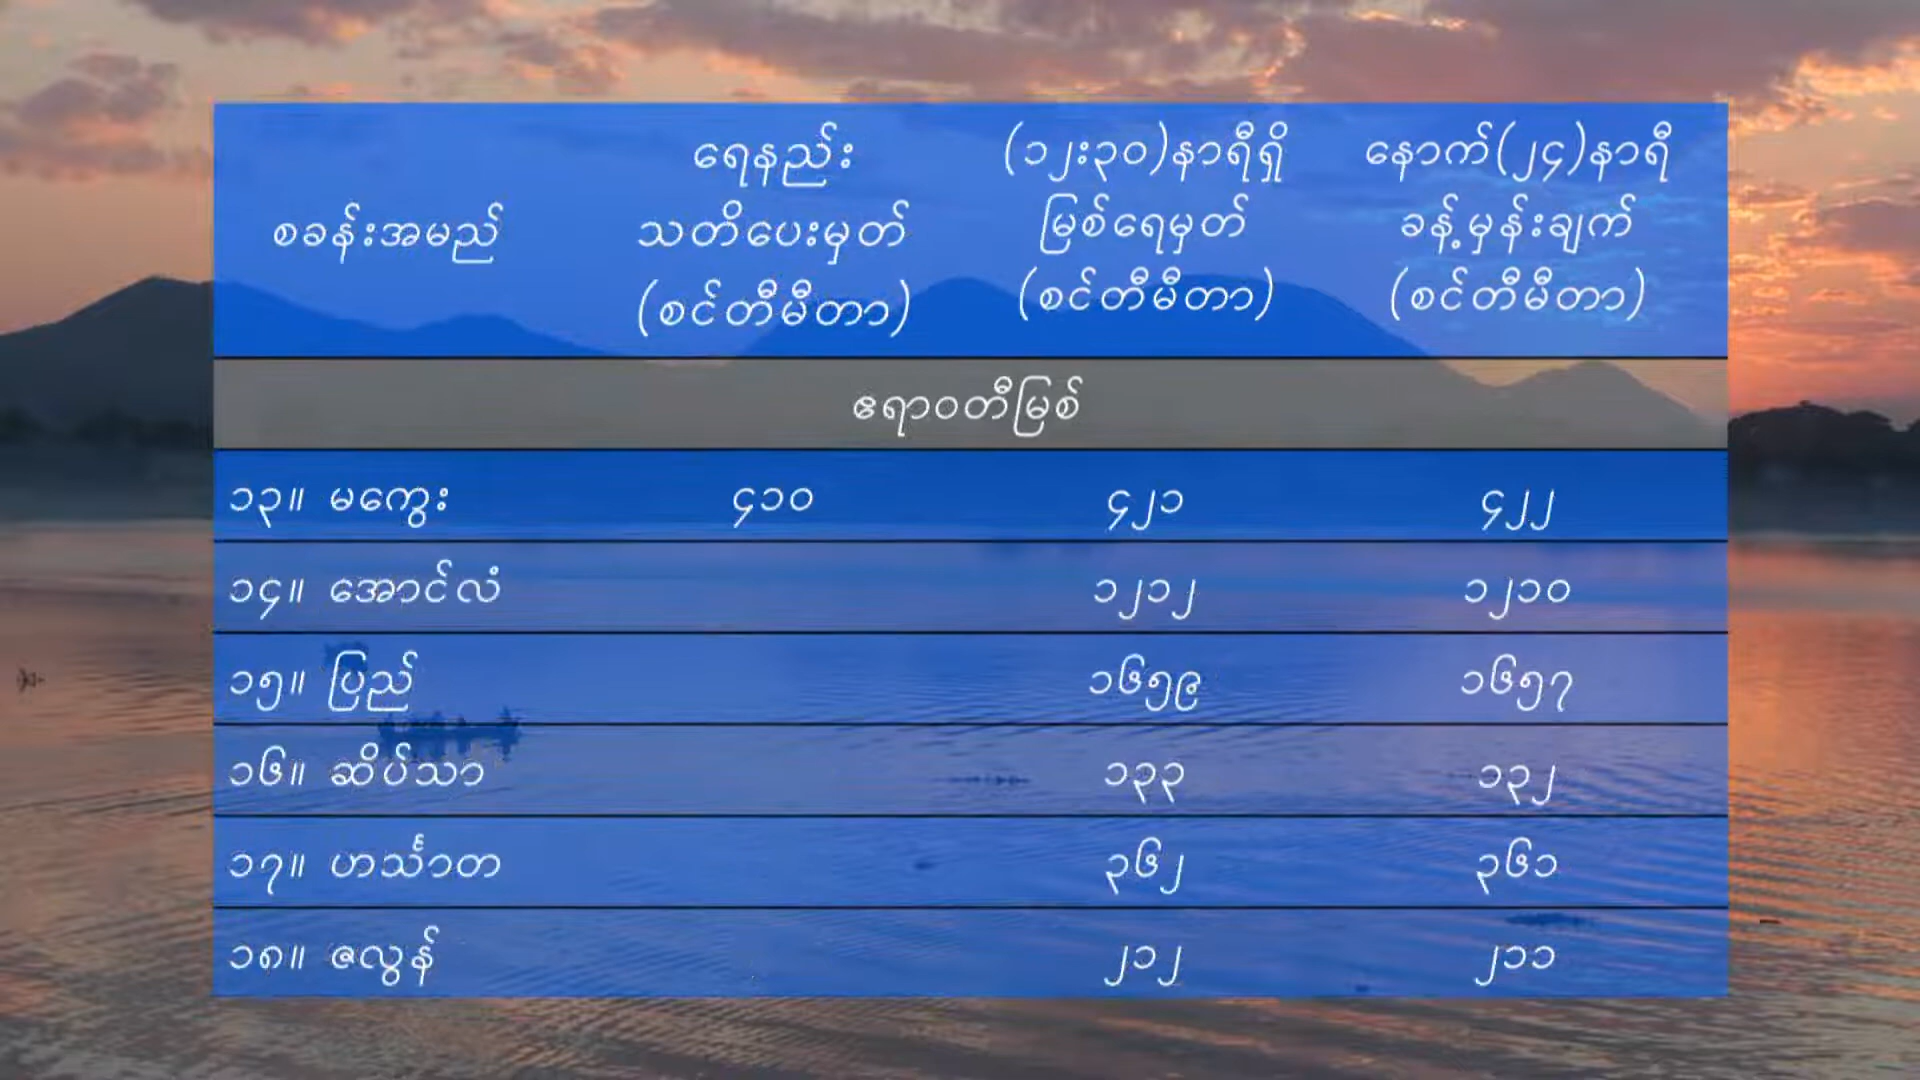 စခန်းအမည်
ရေနည်း
သတိပေးမှတ်
(စင်တီမီတာ)
(၁၂း၃၀)နာရီရှိ
မြစ်ရေမှတ်
(စင်တီမီတာ)
နောက်(၂၄)နာရီ
ခန့်မှန်းချက်
(စင်တီမီတာ)
ဧရာဝတီမြစ်
၁၃။ မကွေး ၄၁၀ ၄၂၁ ၄၂၂
၁၄။ အောင်လံ ၁၂၁၂ ၁၂၁၀
၁၅။ ပြည် ၁၆၅၉ ၁၆၅၇
၁၆။ ဆိပ်သာ ၁၃၃ ၁၃၂
၁၇။ ဟင်္သာတ ၃၆၂ ၃၆၁
၁၈။ ဇလွန် ၂၁၂ ၂၁၁